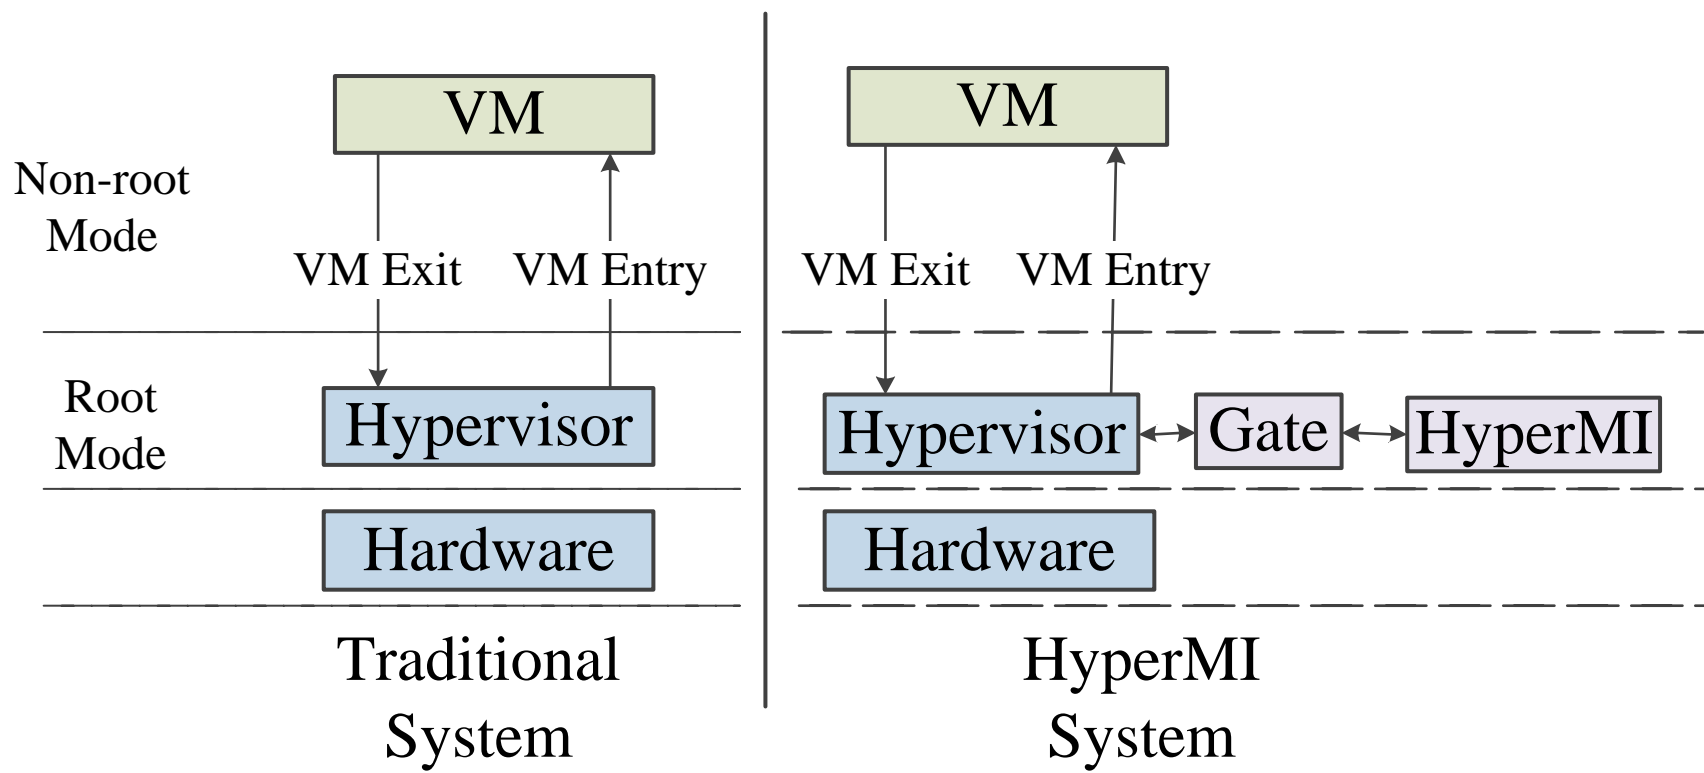 VM
VM
Non-root
Mode
VM Exit
VM Entry
VM Exit
VM Entry
Root
Mode
Hypervisor
Hypervisor
Gate
HyperMI
Hardware
Hardware
Traditional
System
HyperMI
System